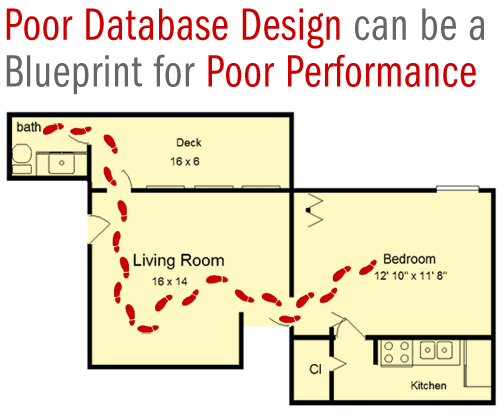 Poor Database Design can be a
Blueprint for Poor Performance
bath
Deck
16 x 6
Living Room
16 x 14
Bedroom
12' 10" x 11' 8"
Cl
Kitchen